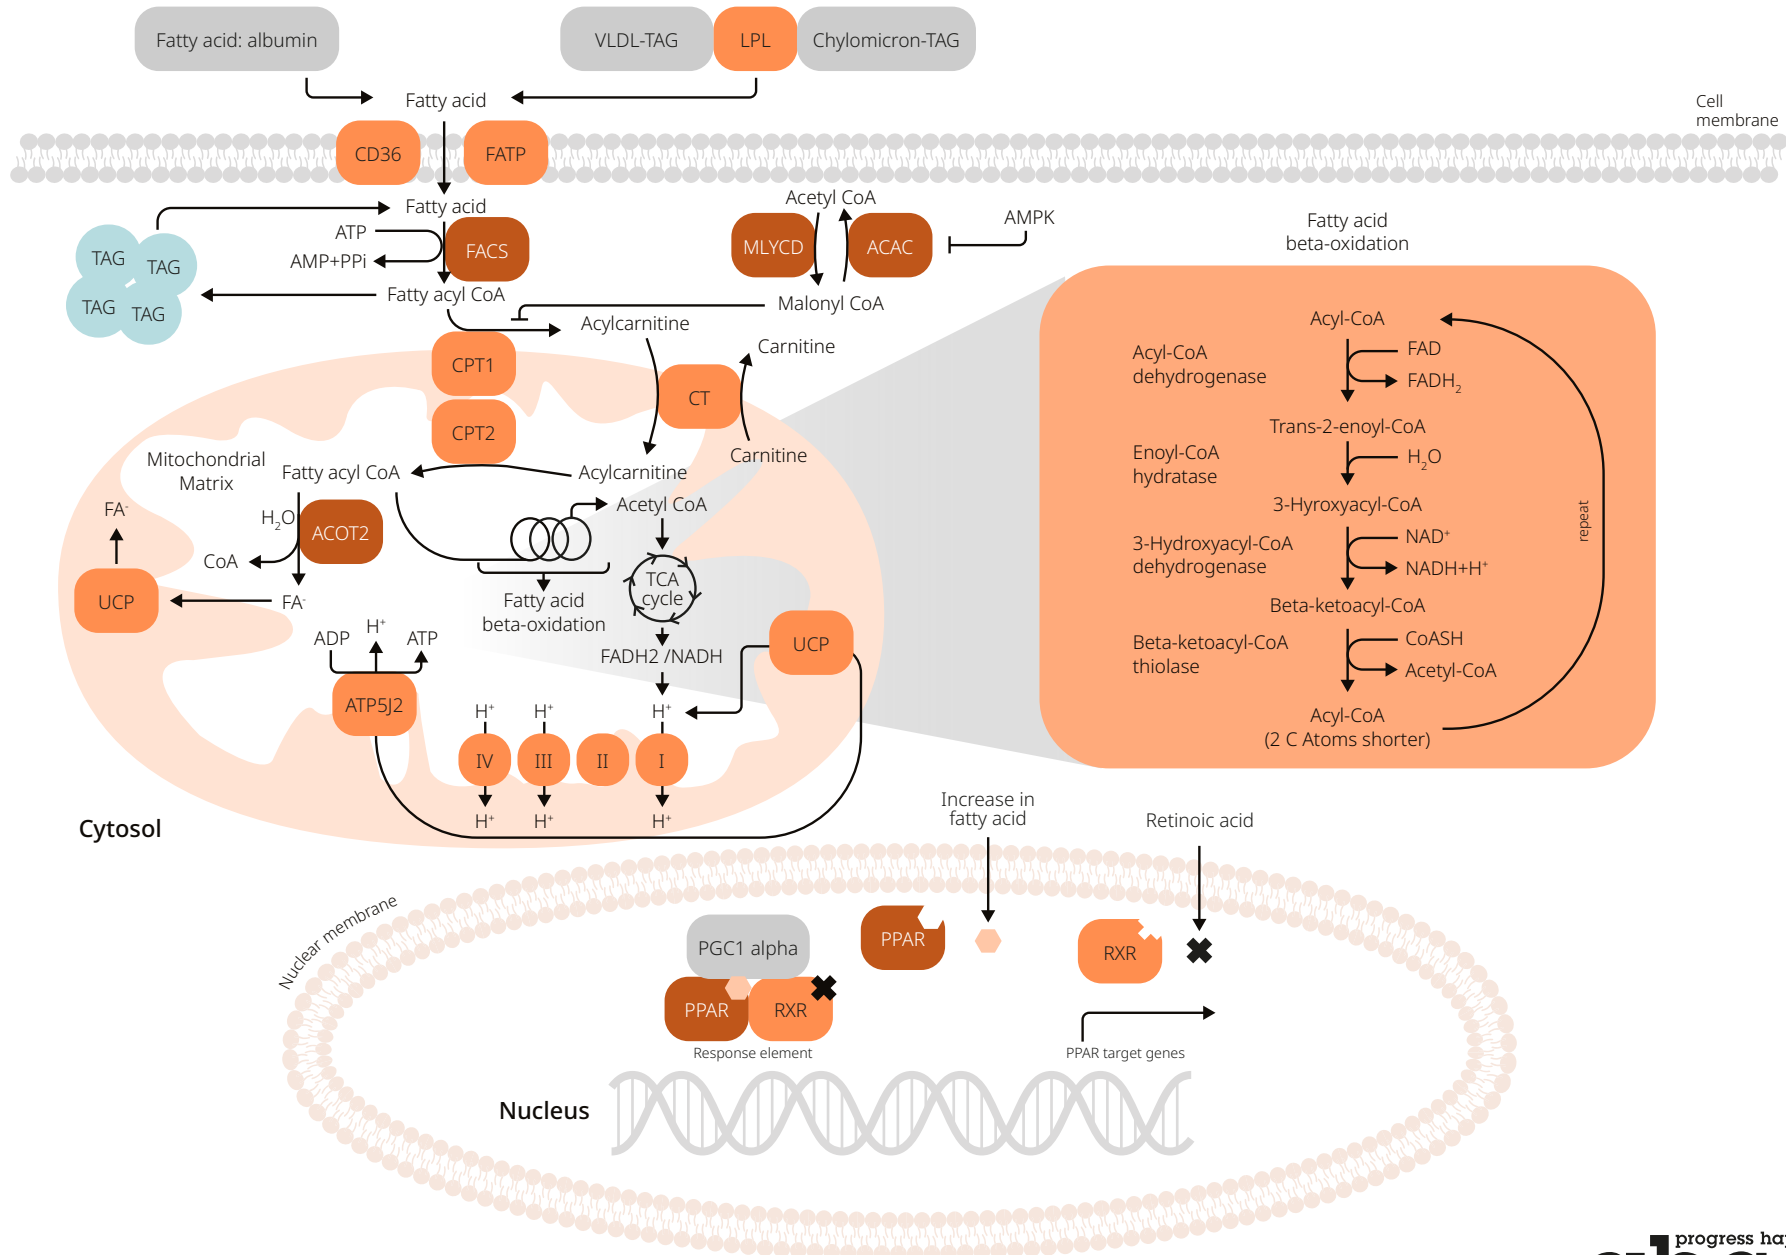 Fatty acid: albumin
VLDL-TAG
LPL
Chylomicron-TAG
Fatty acid
Cell
membrane
CD36
FATP
Fatty acid
ATP
AMP+PPi
FACS
Fatty acyl CoA
TAG
TAG
TAG
TAG
Acetyl CoA
MLYCD
ACAC
AMPK
Malonyl CoA
Acylcarnitine
Carnitine
CPT1
CPT2
CT
Carnitine
Mitochondrial
Matrix
Fatty acyl CoA
Acylcarnitine
Acetyl CoA
FA-
H2O
ACOT2
CoA
UCP
FA-
TCA
cycle
Fatty acid
beta-oxidation
FADH2 /NADH
UCP
ADP
H+
ATP
ATP5J2
H+
H+
H+
IV
III
II
I
H+
H+
H+
Cytosol
Fatty acid
beta-oxidation
Acyl-CoA
Acyl-CoA
dehydrogenase
FAD
FADH2
Trans-2-enoyl-CoA
Enoyl-CoA
hydratase
H2O
3-Hyroxyacyl-CoA
3-Hydroxyacyl-CoA
dehydrogenase
NAD+
NADH+H+
Beta-ketoacyl-CoA
Beta-ketoacyl-CoA
thiolase
CoASH
Acetyl-CoA
Acyl-CoA
(2 C Atoms shorter)
repeat
Increase in
fatty acid
Retinoic acid
Nuclear membrane
PGC1 alpha
PPAR
RXR
PPAR
RXR
Response element
PPAR target genes
Nucleus
progress